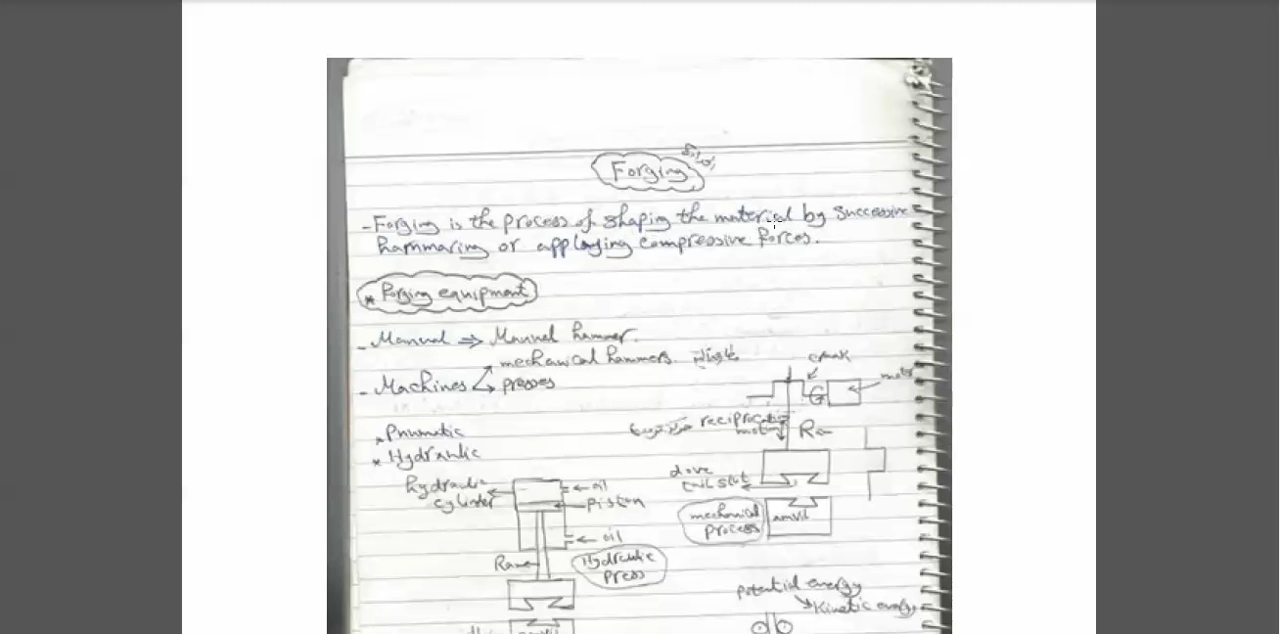 Forging
- Forging is the process of shaping the material by successive
hammaring or applaying compressive forces.
* Forging equipment
- Manual ⇒ Manual hammer.
mechanical hammers.
- Machines
presses
crank
motor
* Pnumatic
* Hydraulic
reciprocating
motion
Ram
hydraulic
cylinder
oil
piston
dove
tail slot
mechanical
process
anvil
oil
Ram
Hydraulic
press
potential energy
kinetic energy